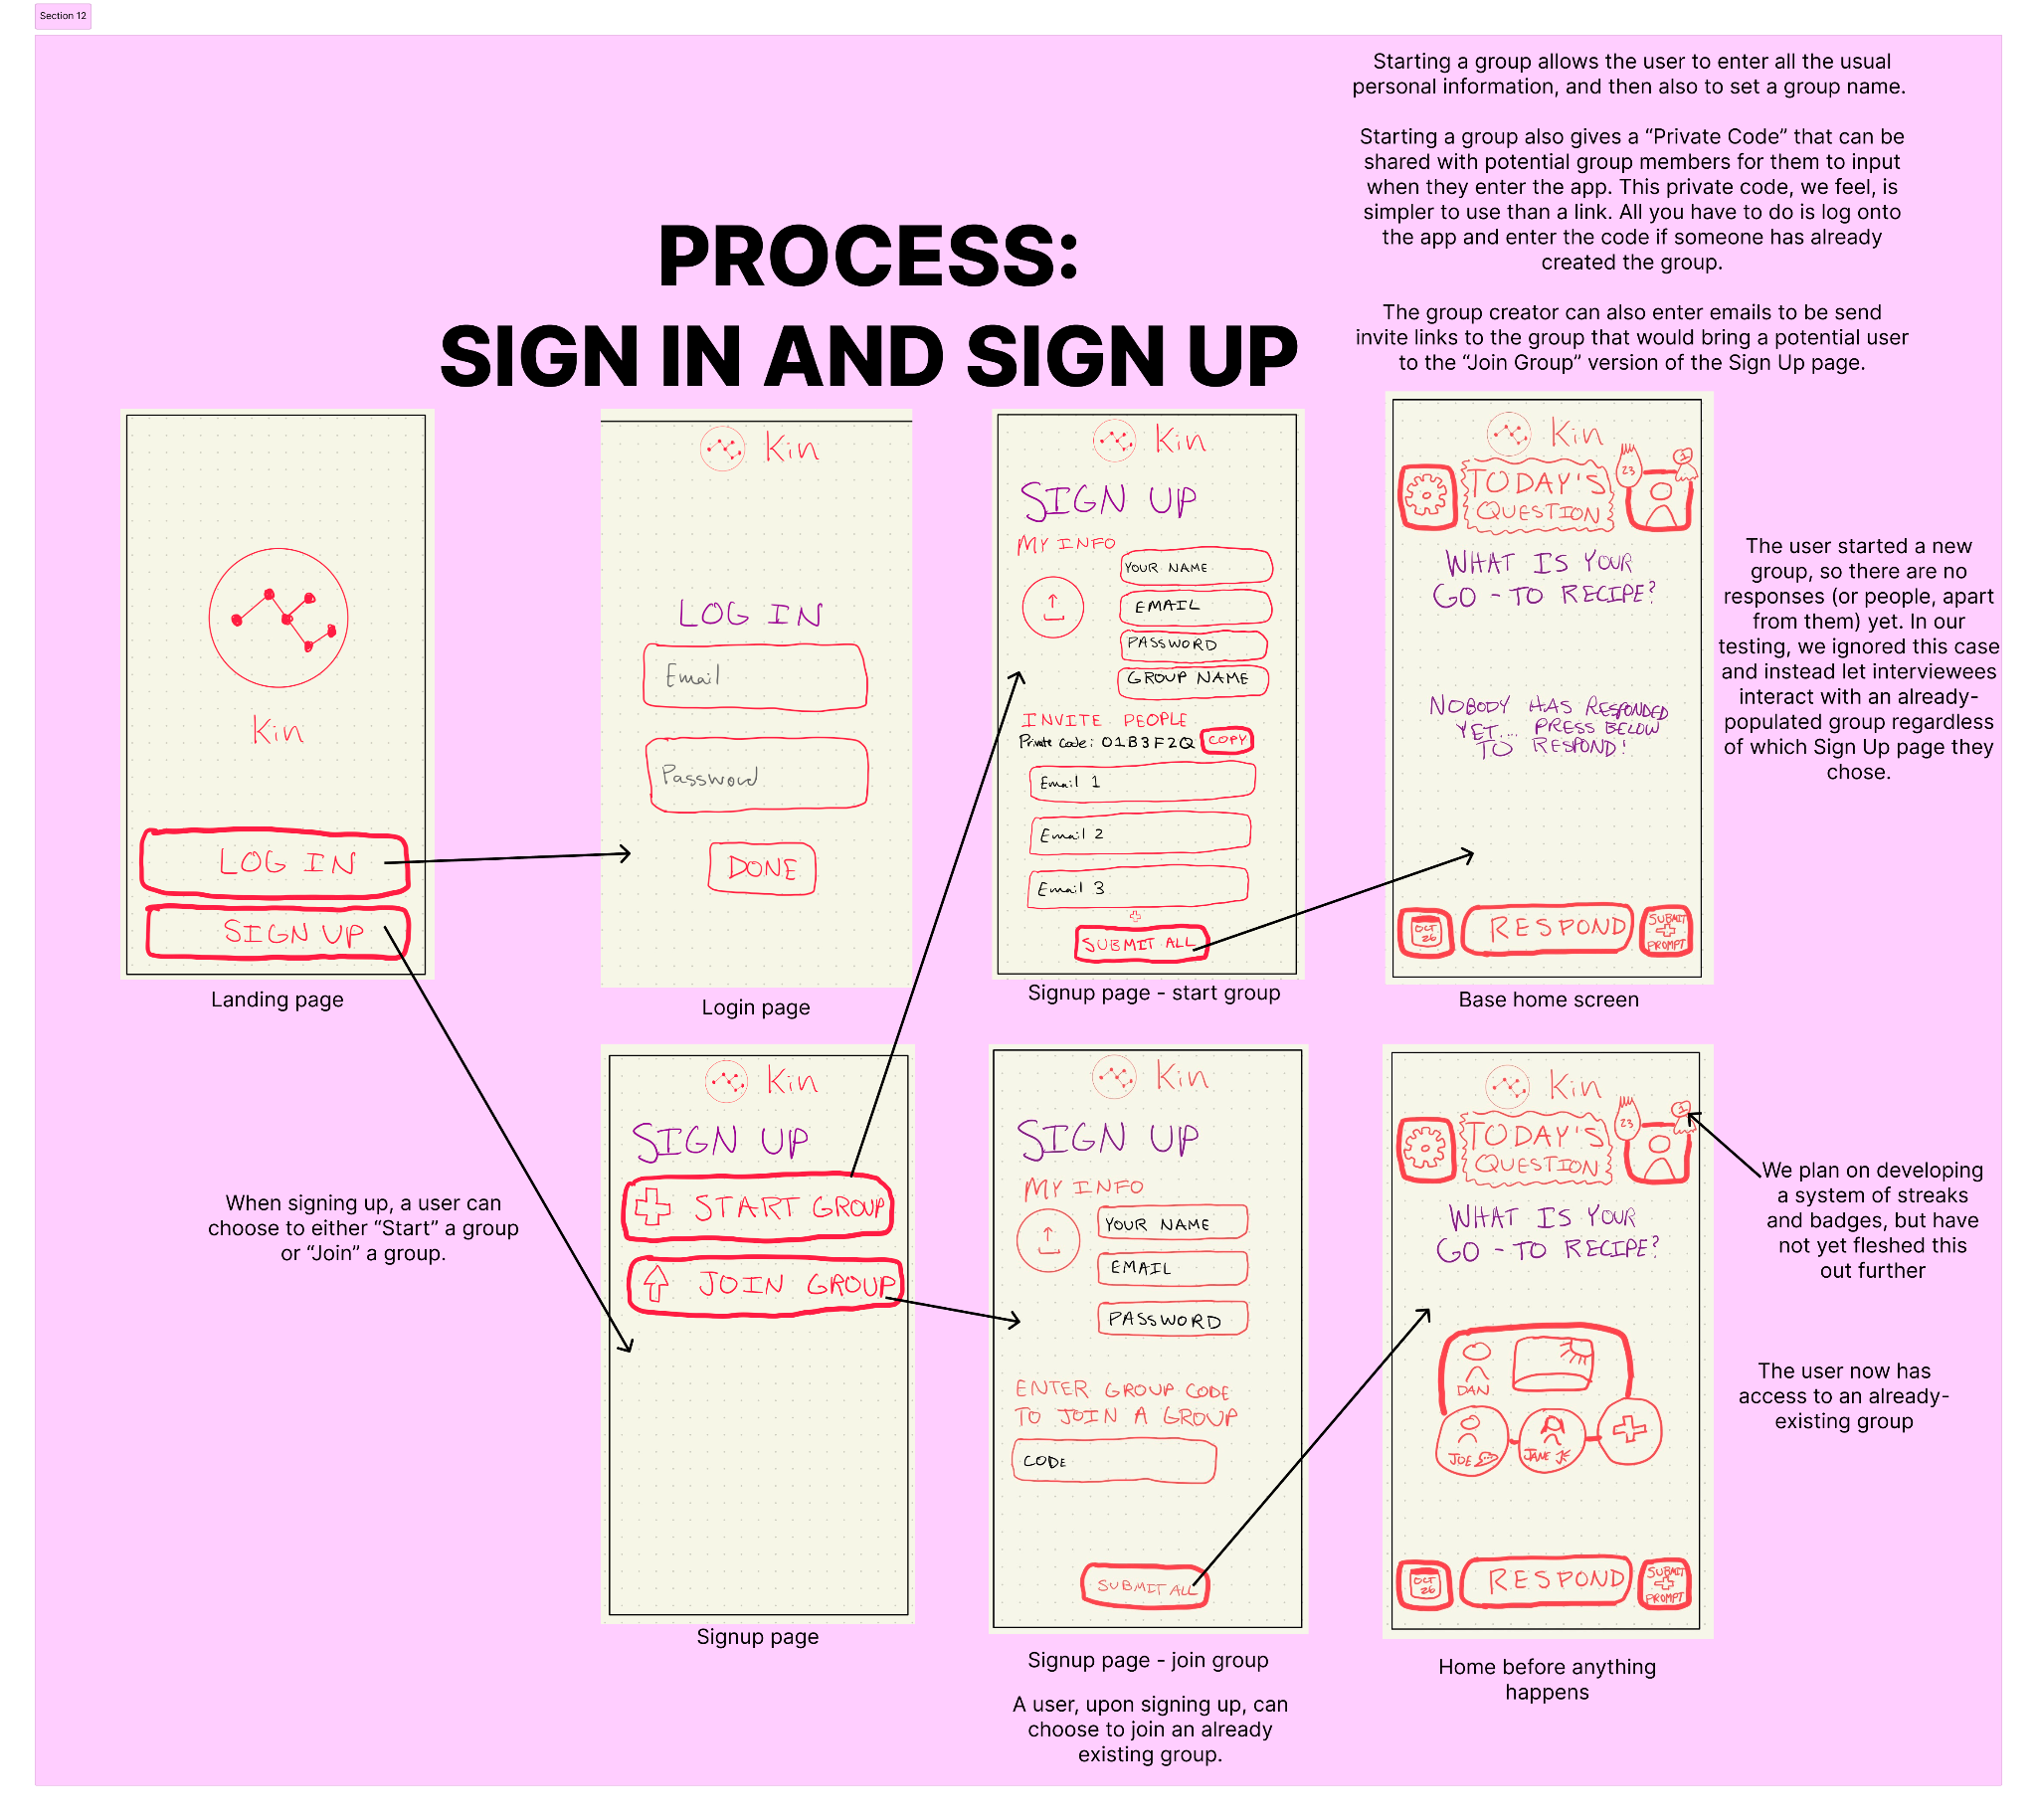 Section 12
Starting a group allows the user to enter all the usual
personal information, and then also to set a group name.
Starting a group also gives a “Private Code” that can be
shared with potential group members for them to input
when they enter the app. This private code, we feel, is
simpler to use than a link. All you have to do is log onto
the app and enter the code if someone has already
created the group.
The group creator can also enter emails to be send
invite links to the group that would bring a potential user
to the “Join Group” version of the Sign Up page.
PROCESS:
SIGN IN AND SIGN UP
Kin
LOG IN
SIGN UP
Landing page
Kin
LOG IN
Email
Password
DONE
Login page
Kin
SIGN UP
MY INFO
YOUR NAME
EMAIL
PASSWORD
GROUP NAME
INVITE PEOPLE
Private Code: 01B3F2Q COPY
Email 1
Email 2
Email 3
SUBMIT ALL
Signup page - start group
Kin
23
1
TODAY'S
QUESTION
WHAT IS YOUR
GO - TO RECIPE?
NOBODY HAS RESPONDED
YET... PRESS BELOW
TO RESPOND!
OCT
26
RESPOND
SUBMIT
PROMPT
Base home screen
The user started a new
group, so there are no
responses (or people, apart
from them) yet. In our
testing, we ignored this case
and instead let interviewees
interact with an already-
populated group regardless
of which Sign Up page they
chose.
When signing up, a user can
choose to either “Start” a group
or “Join” a group.
Kin
SIGN UP
START GROUP
JOIN GROUP
Signup page
Kin
SIGN UP
MY INFO
YOUR NAME
EMAIL
PASSWORD
ENTER GROUP CODE
TO JOIN A GROUP
CODE
SUBMIT ALL
Signup page - join group
A user, upon signing up, can
choose to join an already
existing group.
Kin
23
1
TODAY'S
QUESTION
WHAT IS YOUR
GO - TO RECIPE?
DAN
JOE
JANE
OCT
26
RESPOND
SUBMIT
PROMPT
Home before anything
happens
We plan on developing
a system of streaks
and badges, but have
not yet fleshed this
out further
The user now has
access to an already-
existing group